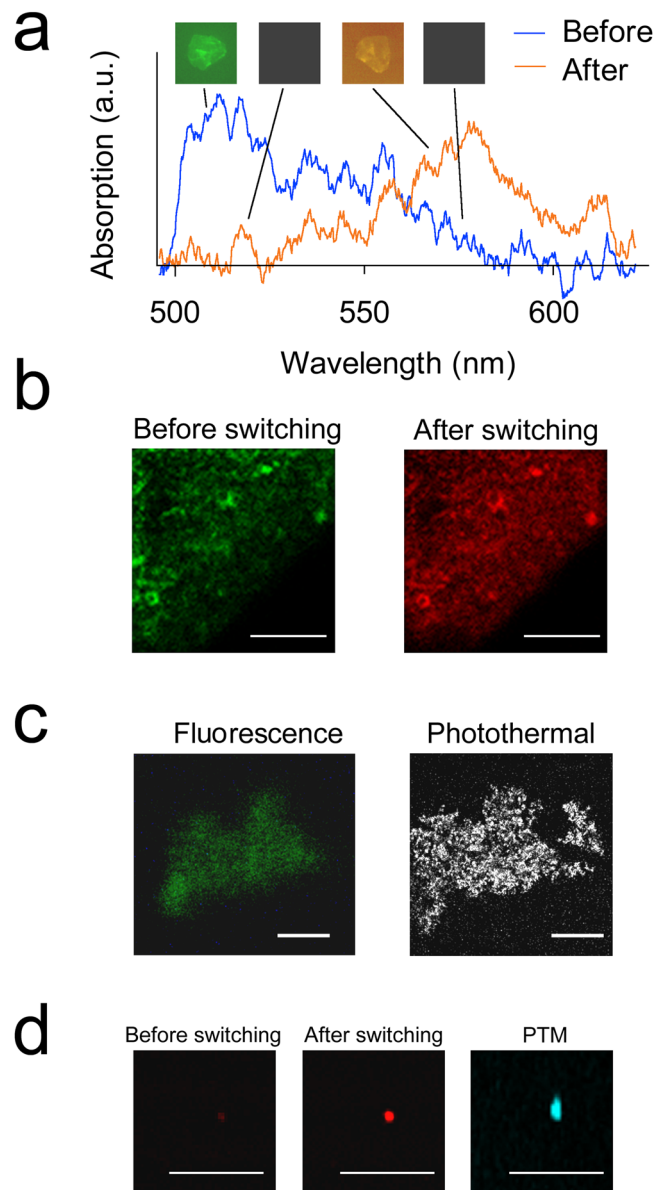 a
Before
After
Absorption (a.u.)
500
550
600
Wavelength (nm)
b
Before switching
After switching
c
Fluorescence
Photothermal
d
Before switching
After switching
PTM